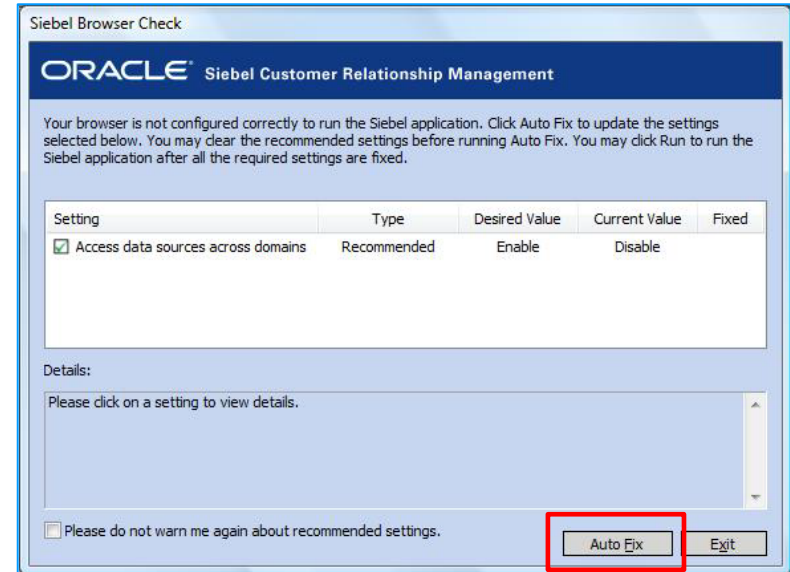 Siebel Browser Check
ORACLE® Siebel Customer Relationship Management
Your browser is not configured correctly to run the Siebel application. Click Auto Fix to update the settings
selected below. You may clear the recommended settings before running Auto Fix. You may click Run to run the
Siebel application after all the required settings are fixed.
Setting Type Desired Value Current Value Fixed
Access data sources across domains Recommended Enable Disable
Details:
Please click on a setting to view details.
Please do not warn me again about recommended settings.
Auto Fix Exit